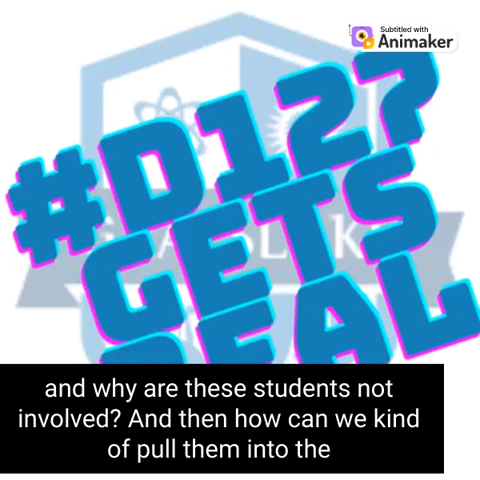 Subtitled with
Animaker
#D127
GETS
REAL
and why are these students not
involved? And then how can we kind
of pull them into the